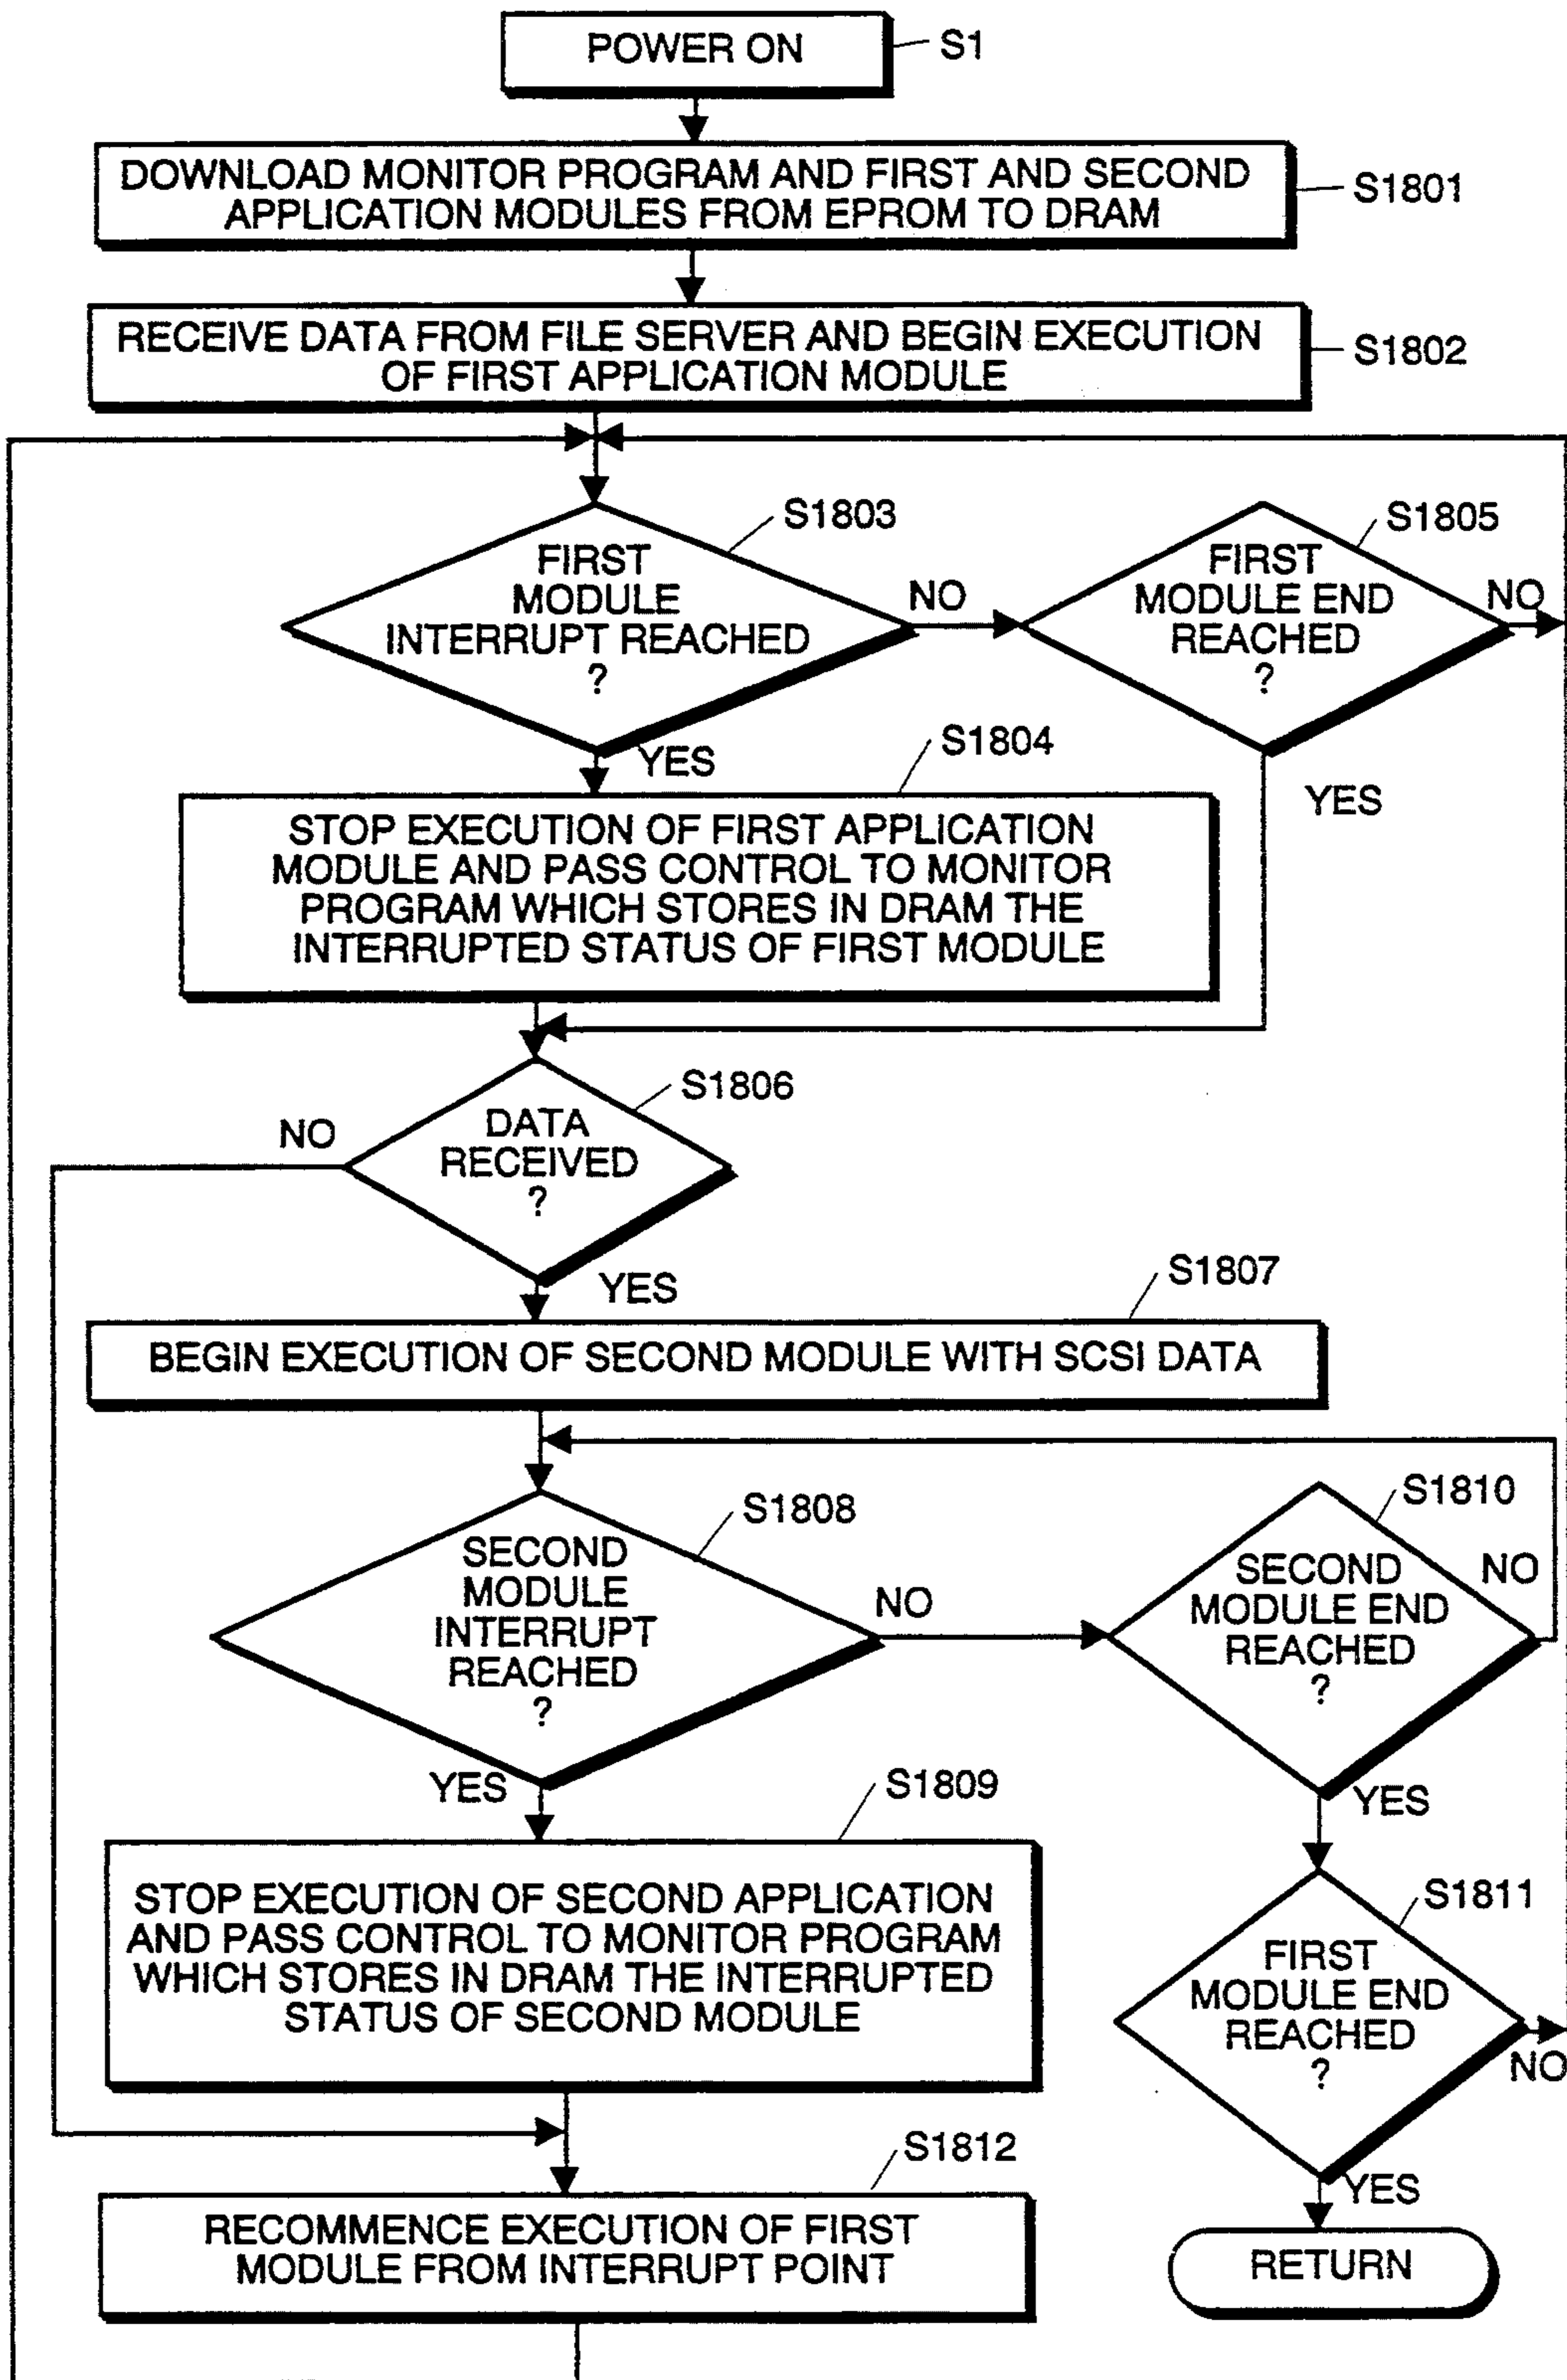 POWER ON
S1
DOWNLOAD MONITOR PROGRAM AND FIRST AND SECOND
APPLICATION MODULES FROM EPROM TO DRAM
S1801
RECEIVE DATA FROM FILE SERVER AND BEGIN EXECUTION
OF FIRST APPLICATION MODULE
S1802
S1803
FIRST
MODULE
INTERRUPT REACHED
?
NO
S1805
FIRST
MODULE END
REACHED
?
NO
YES
YES
S1804
STOP EXECUTION OF FIRST APPLICATION
MODULE AND PASS CONTROL TO MONITOR
PROGRAM WHICH STORES IN DRAM THE
INTERRUPTED STATUS OF FIRST MODULE
S1806
DATA
RECEIVED
?
NO
YES
S1807
BEGIN EXECUTION OF SECOND MODULE WITH SCSI DATA
S1808
SECOND
MODULE
INTERRUPT
REACHED
?
NO
S1810
SECOND
MODULE END
REACHED
?
NO
YES
YES
S1809
STOP EXECUTION OF SECOND APPLICATION
AND PASS CONTROL TO MONITOR PROGRAM
WHICH STORES IN DRAM THE INTERRUPTED
STATUS OF SECOND MODULE
S1811
FIRST
MODULE END
REACHED
?
NO
YES
S1812
RECOMMENCE EXECUTION OF FIRST
MODULE FROM INTERRUPT POINT
RETURN